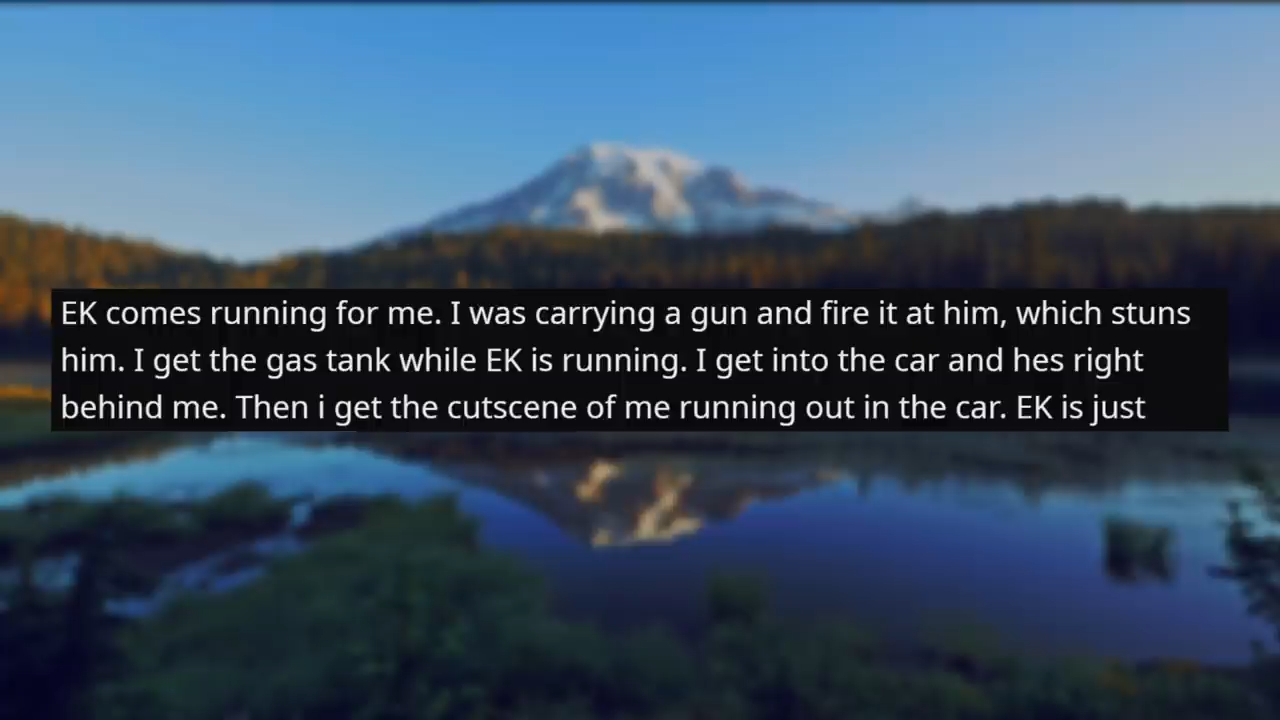 EK comes running for me. I was carrying a gun and fire it at him, which stuns
him. I get the gas tank while EK is running. I get into the car and hes right
behind me. Then i get the cutscene of me running out in the car. EK is just